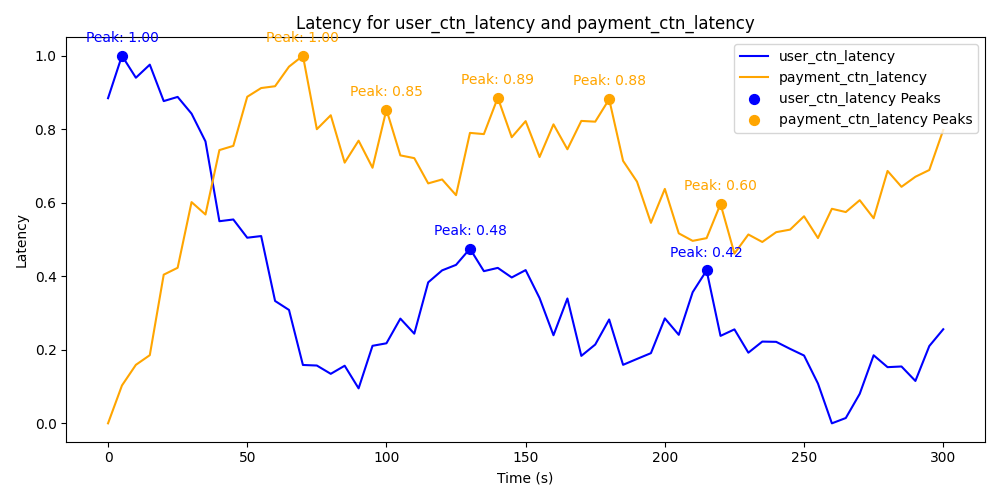 Latency for user_ctn_latency and payment_ctn_latency
Peak: 1.00
Peak: 1.00
Peak: 0.85
Peak: 0.89
Peak: 0.88
Peak: 0.60
Peak: 0.48
Peak: 0.42
user_ctn_latency
payment_ctn_latency
user_ctn_latency Peaks
payment_ctn_latency Peaks
Latency
1.0
0.8
0.6
0.4
0.2
0.0
0 50 100 150 200 250 300
Time (s)